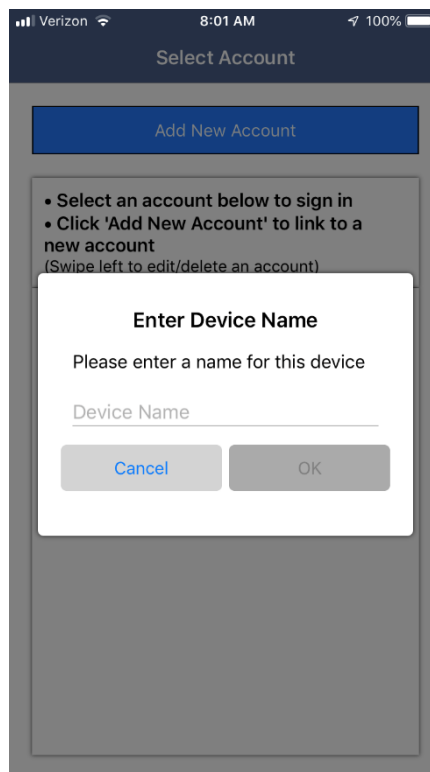 Verizon 8:01 AM 100%
Select Account
Add New Account
• Select an account below to sign in
• Click 'Add New Account' to link to a
new account
(Swipe left to edit/delete an account)
Enter Device Name
Please enter a name for this device
Device Name
Cancel OK